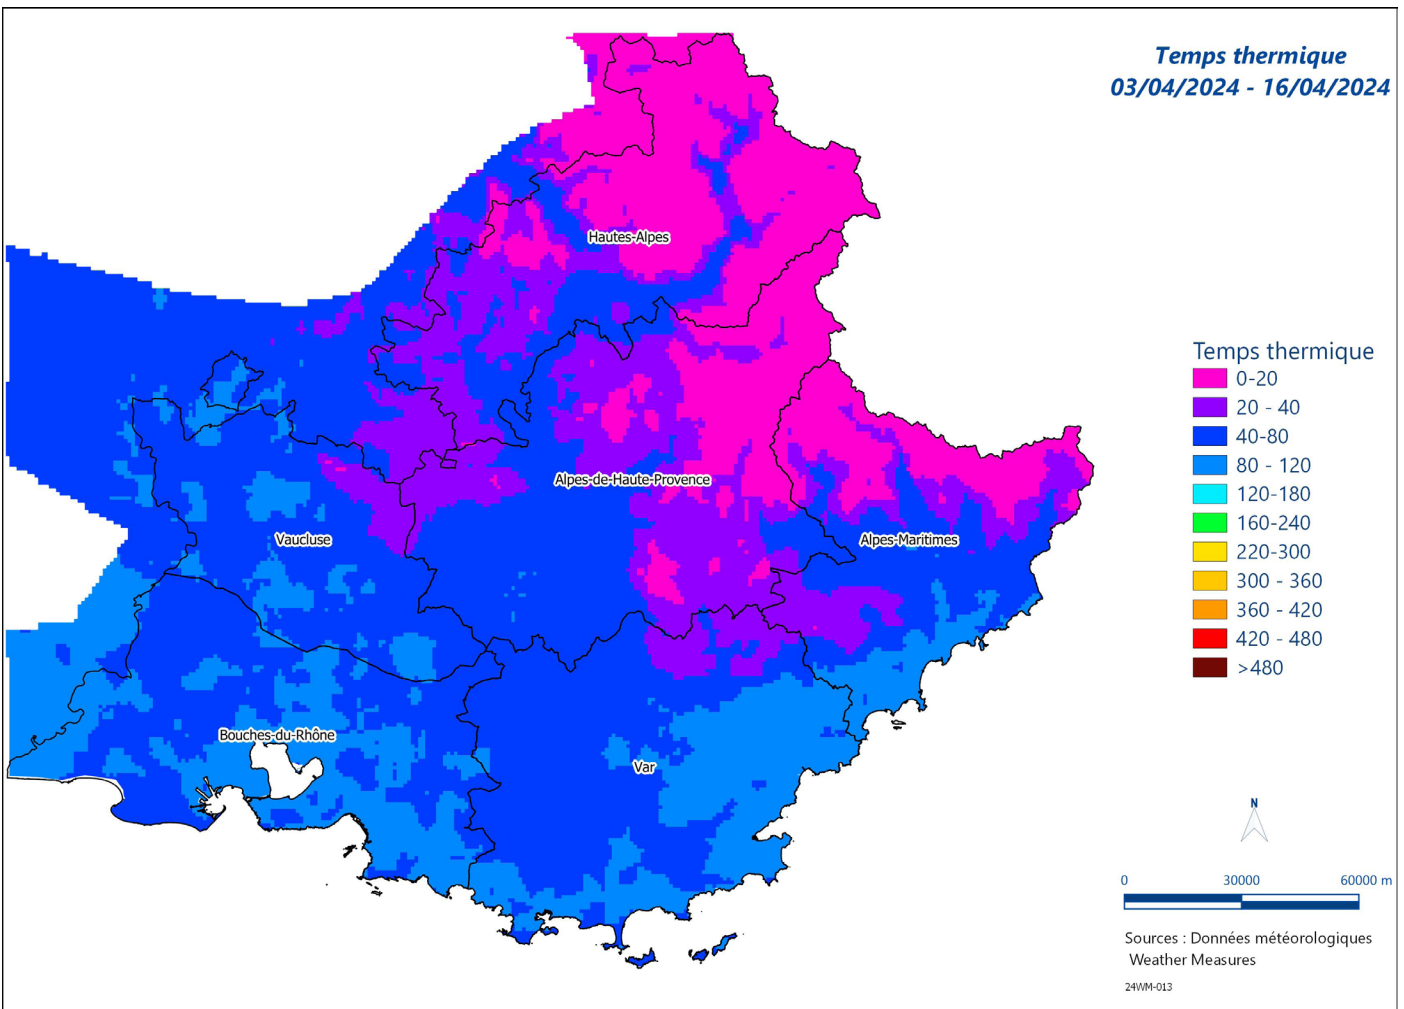 Temps thermique
03/04/2024 - 16/04/2024
Hautes-Alpes
Alpes-de-Haute-Provence
Vaucluse
Alpes-Maritimes
Bouches-du-Rhône
Var
Temps thermique
0-20
20 - 40
40-80
80 - 120
120-180
160-240
220-300
300 - 360
360 - 420
420 - 480
>480
N
0 30000 60000 m
Sources : Données météorologiques
Weather Measures
24WM-013